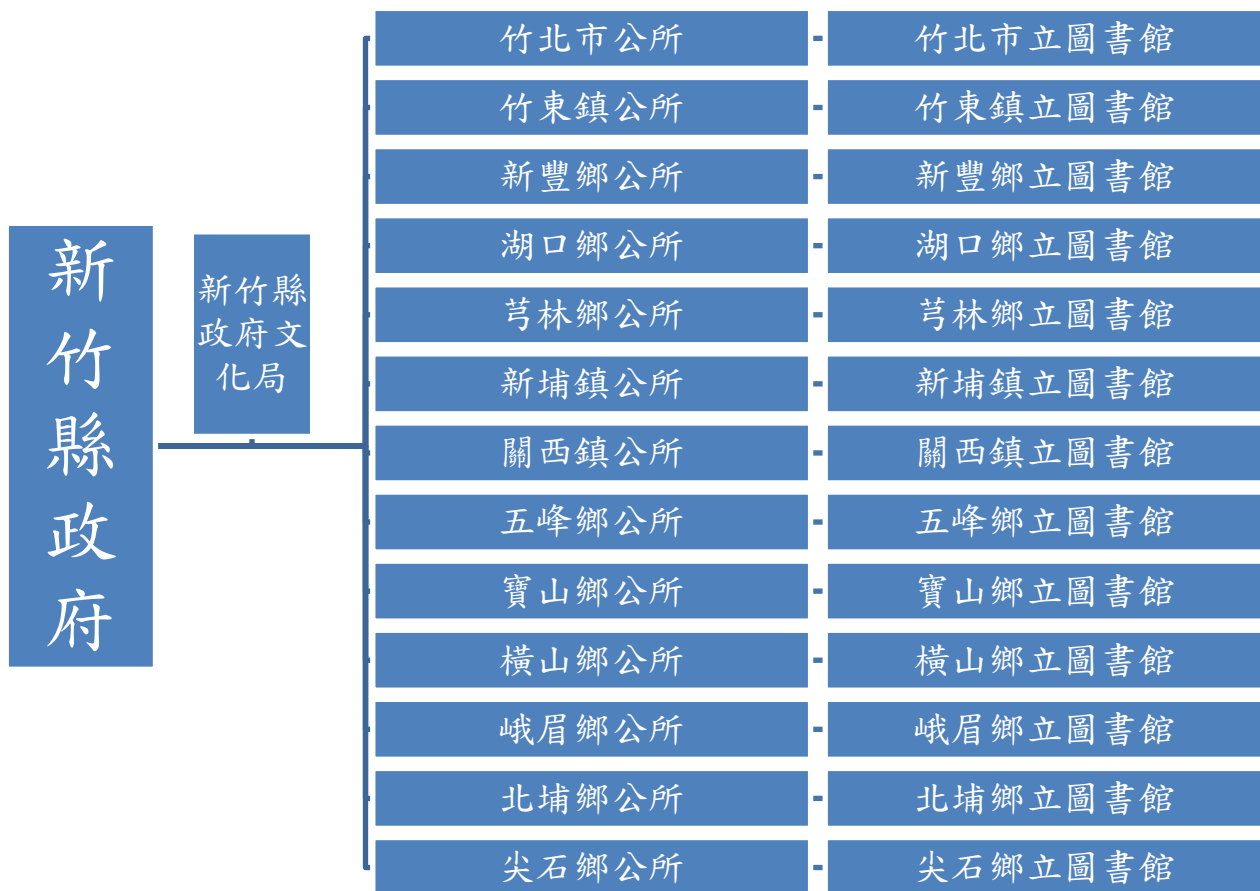 新竹縣政府
新竹縣
政府文
化局
竹北市公所
竹北市立圖書館
竹東鎮公所
竹東鎮立圖書館
新豐鄉公所
新豐鄉立圖書館
湖口鄉公所
湖口鄉立圖書館
芎林鄉公所
芎林鄉立圖書館
新埔鎮公所
新埔鎮立圖書館
關西鎮公所
關西鎮立圖書館
五峰鄉公所
五峰鄉立圖書館
寶山鄉公所
寶山鄉立圖書館
橫山鄉公所
橫山鄉立圖書館
峨眉鄉公所
峨眉鄉立圖書館
北埔鄉公所
北埔鄉立圖書館
尖石鄉公所
尖石鄉立圖書館